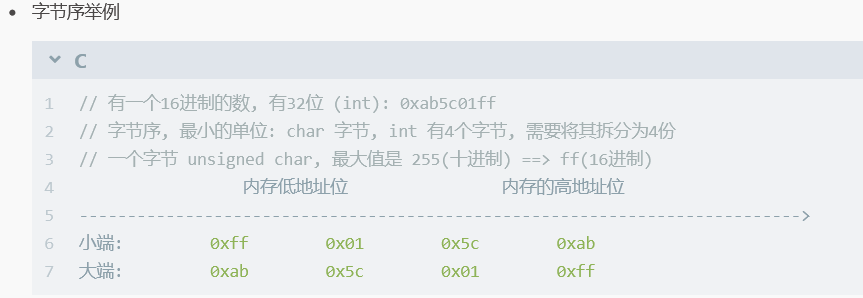 字节序举例
C
1 // 有一个16进制的数, 有32位 (int): 0xab5c01ff
2 // 字节序, 最小的单位: char 字节, int 有4个字节, 需要将其拆分为4份
3 // 一个字节 unsigned char, 最大值是 255(十进制) ==> ff(16进制)
4 内存低地址位 内存的高地址位
5 --------------------------------------------------------------------------->
6 小端: 0xff 0x01 0x5c 0xab
7 大端: 0xab 0x5c 0x01 0xff